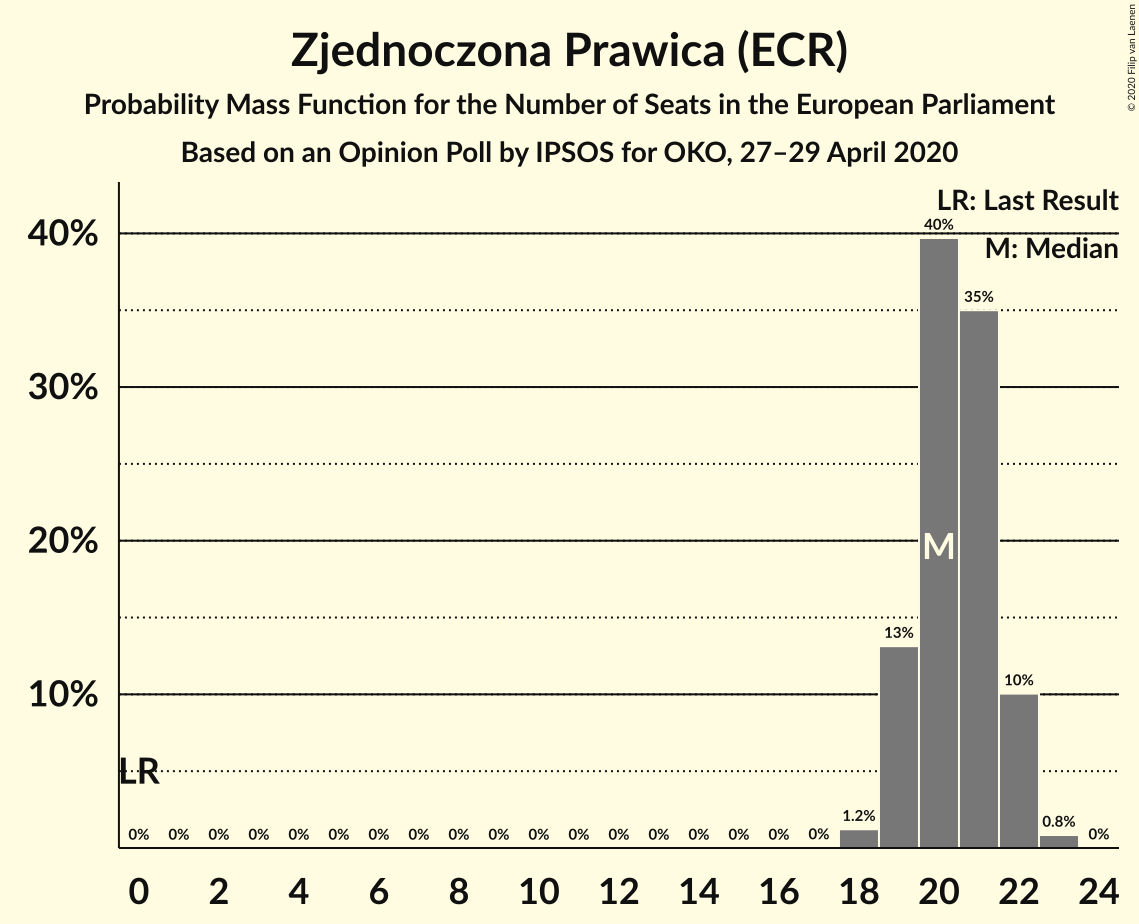 Zjednoczona Prawica (ECR)
Probability Mass Function for the Number of Seats in the European Parliament
Based on an Opinion Poll by IPSOS for OKO, 27–29 April 2020
© 2020 Filip van Laenen
LR: Last Result
M: Median
40%
30%
20%
10%
40%
35%
M
13%
10%
LR
0% 0% 0% 0% 0% 0% 0% 0% 0% 0% 0% 0% 0% 0% 0% 0% 0% 0% 1.2% 0.8% 0%
0 2 4 6 8 10 12 14 16 18 20 22 24